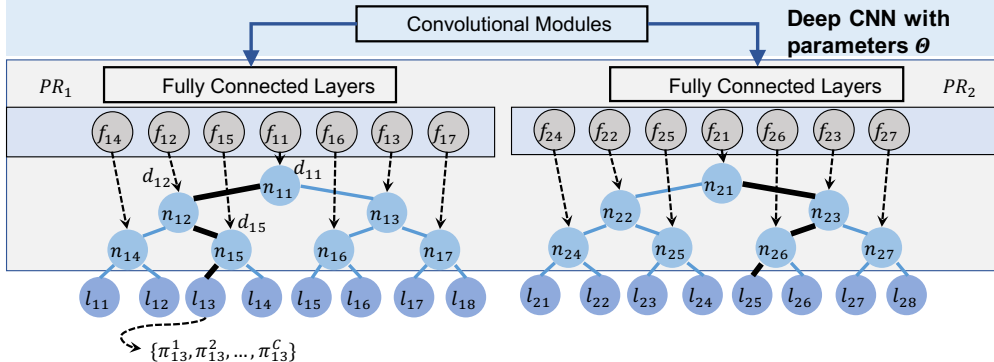 Convolutional Modules
Deep CNN with
parameters Θ
PR₁
Fully Connected Layers
Fully Connected Layers
PR₂
f₁₄ f₁₂ f₁₅ f₁₁ f₁₆ f₁₃ f₁₇
f₂₄ f₂₂ f₂₅ f₂₁ f₂₆ f₂₃ f₂₇
d₁₂ d₁₁
n₁₁ n₂₁
n₁₂ n₁₃ n₂₂ n₂₃
d₁₅
n₁₄ n₁₅ n₁₆ n₁₇ n₂₄ n₂₅ n₂₆ n₂₇
l₁₁ l₁₂ l₁₃ l₁₄ l₁₅ l₁₆ l₁₇ l₁₈ l₂₁ l₂₂ l₂₃ l₂₄ l₂₅ l₂₆ l₂₇ l₂₈
{π₁₃¹, π₁₃², …, π₁₃ᶜ}